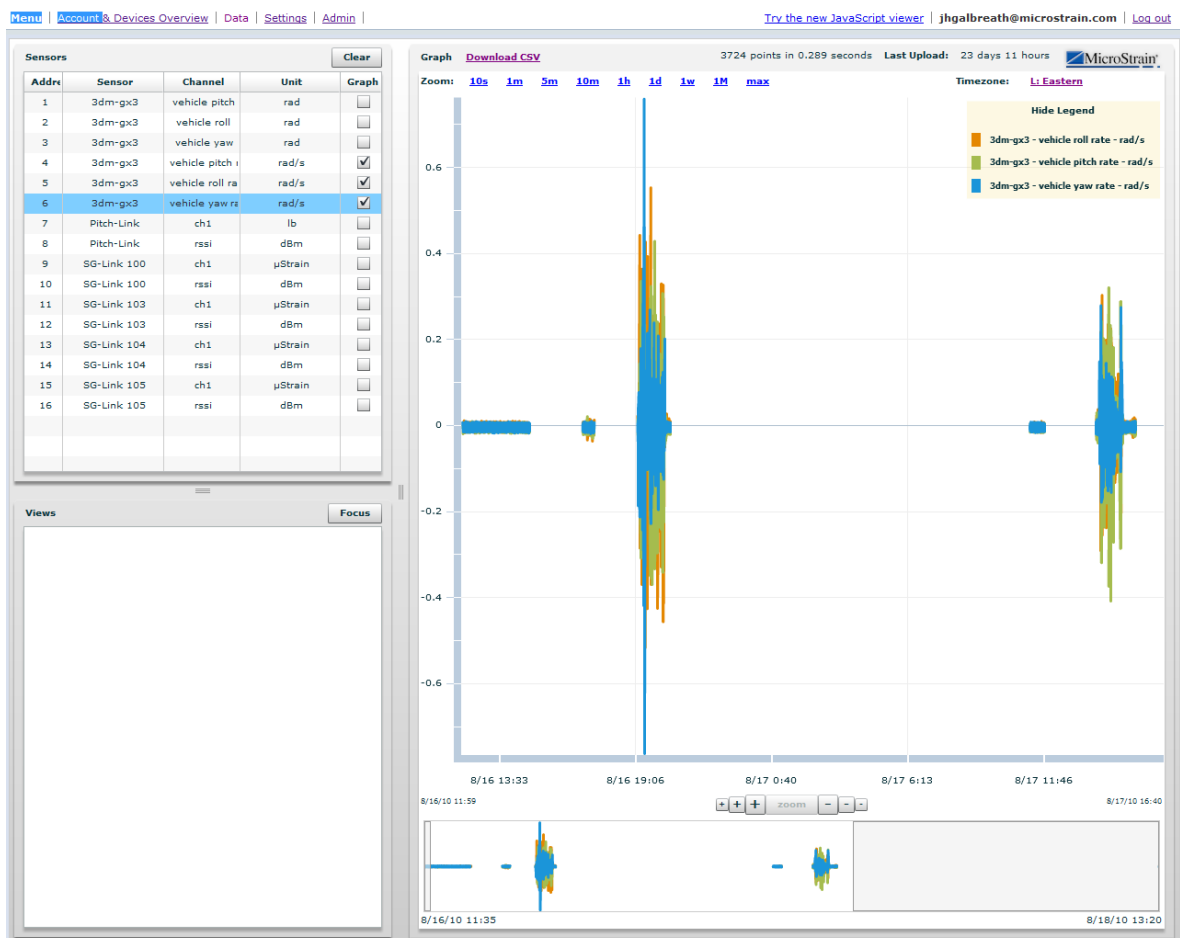 Menu | Account & Devices Overview | Data | Settings | Admin |
Try the new JavaScript viewer | jhgalbreath@microstrain.com | Log out
Sensors Clear
Addre Sensor Channel Unit Graph
1 3dm-gx3 vehicle pitch rad
2 3dm-gx3 vehicle roll rad
3 3dm-gx3 vehicle yaw rad
4 3dm-gx3 vehicle pitch r rad/s
5 3dm-gx3 vehicle roll ra rad/s
6 3dm-gx3 vehicle yaw ra rad/s
7 Pitch-Link ch1 lb
8 Pitch-Link rssi dBm
9 SG-Link 100 ch1 µStrain
10 SG-Link 100 rssi dBm
11 SG-Link 103 ch1 µStrain
12 SG-Link 103 rssi dBm
13 SG-Link 104 ch1 µStrain
14 SG-Link 104 rssi dBm
15 SG-Link 105 ch1 µStrain
16 SG-Link 105 rssi dBm
Views Focus
Graph Download CSV 3724 points in 0.289 seconds Last Upload: 23 days 11 hours MicroStrain
Zoom: 10s 1m 5m 10m 1h 1d 1w 1M max Timezone: L: Eastern
Hide Legend
3dm-gx3 - vehicle roll rate - rad/s
3dm-gx3 - vehicle pitch rate - rad/s
3dm-gx3 - vehicle yaw rate - rad/s
0.6
0.4
0.2
0
-0.2
-0.4
-0.6
8/16 13:33 8/16 19:06 8/17 0:40 8/17 6:13 8/17 11:46
8/16/10 11:59 + + + zoom - - - 8/17/10 16:40
8/16/10 11:35 8/18/10 13:20